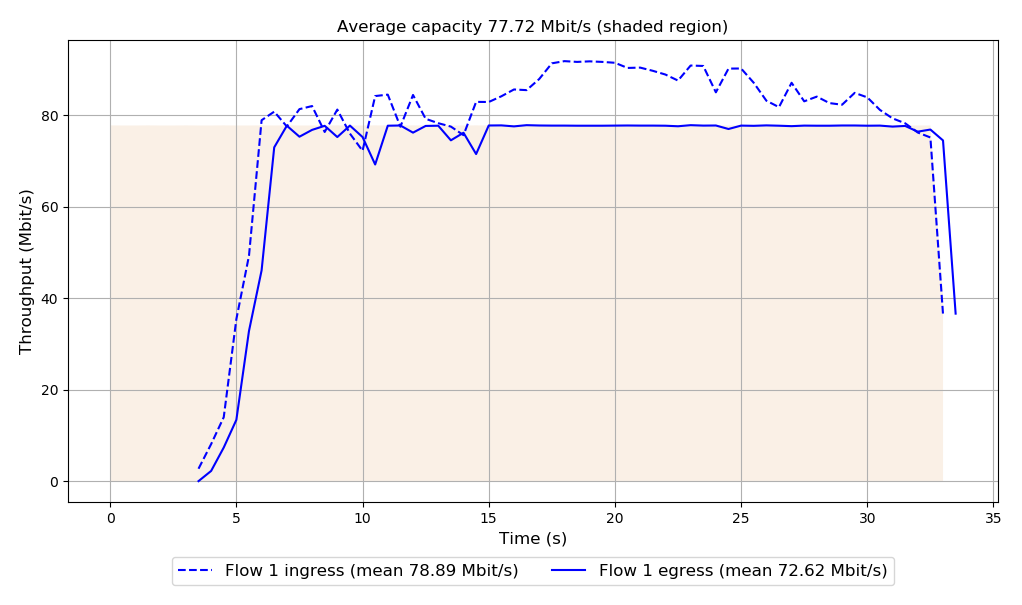 Average capacity 77.72 Mbit/s (shaded region)
Throughput (Mbit/s)
80
60
40
20
0
0 5 10 15 20 25 30 35
Time (s)
Flow 1 ingress (mean 78.89 Mbit/s) Flow 1 egress (mean 72.62 Mbit/s)